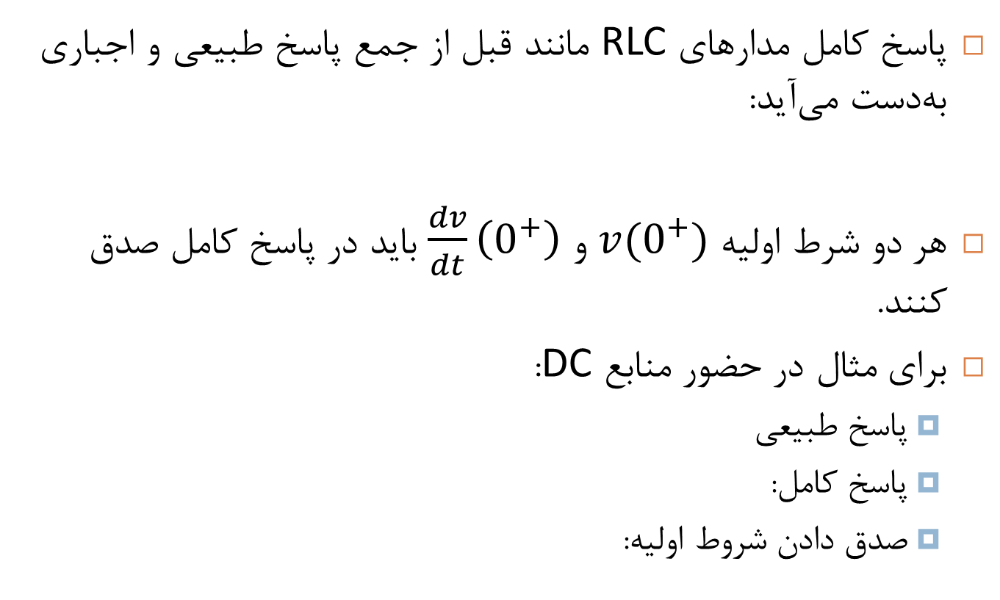 پاسخ کامل مدارهای RLC مانند قبل از جمع پاسخ طبیعی و اجباری
به‌دست می‌آید:
هر دو شرط اولیه v(0⁺) و dv/dt (0⁺) باید در پاسخ کامل صدق
کنند.
برای مثال در حضور منابع DC:
پاسخ طبیعی
پاسخ کامل:
صدق دادن شروط اولیه: